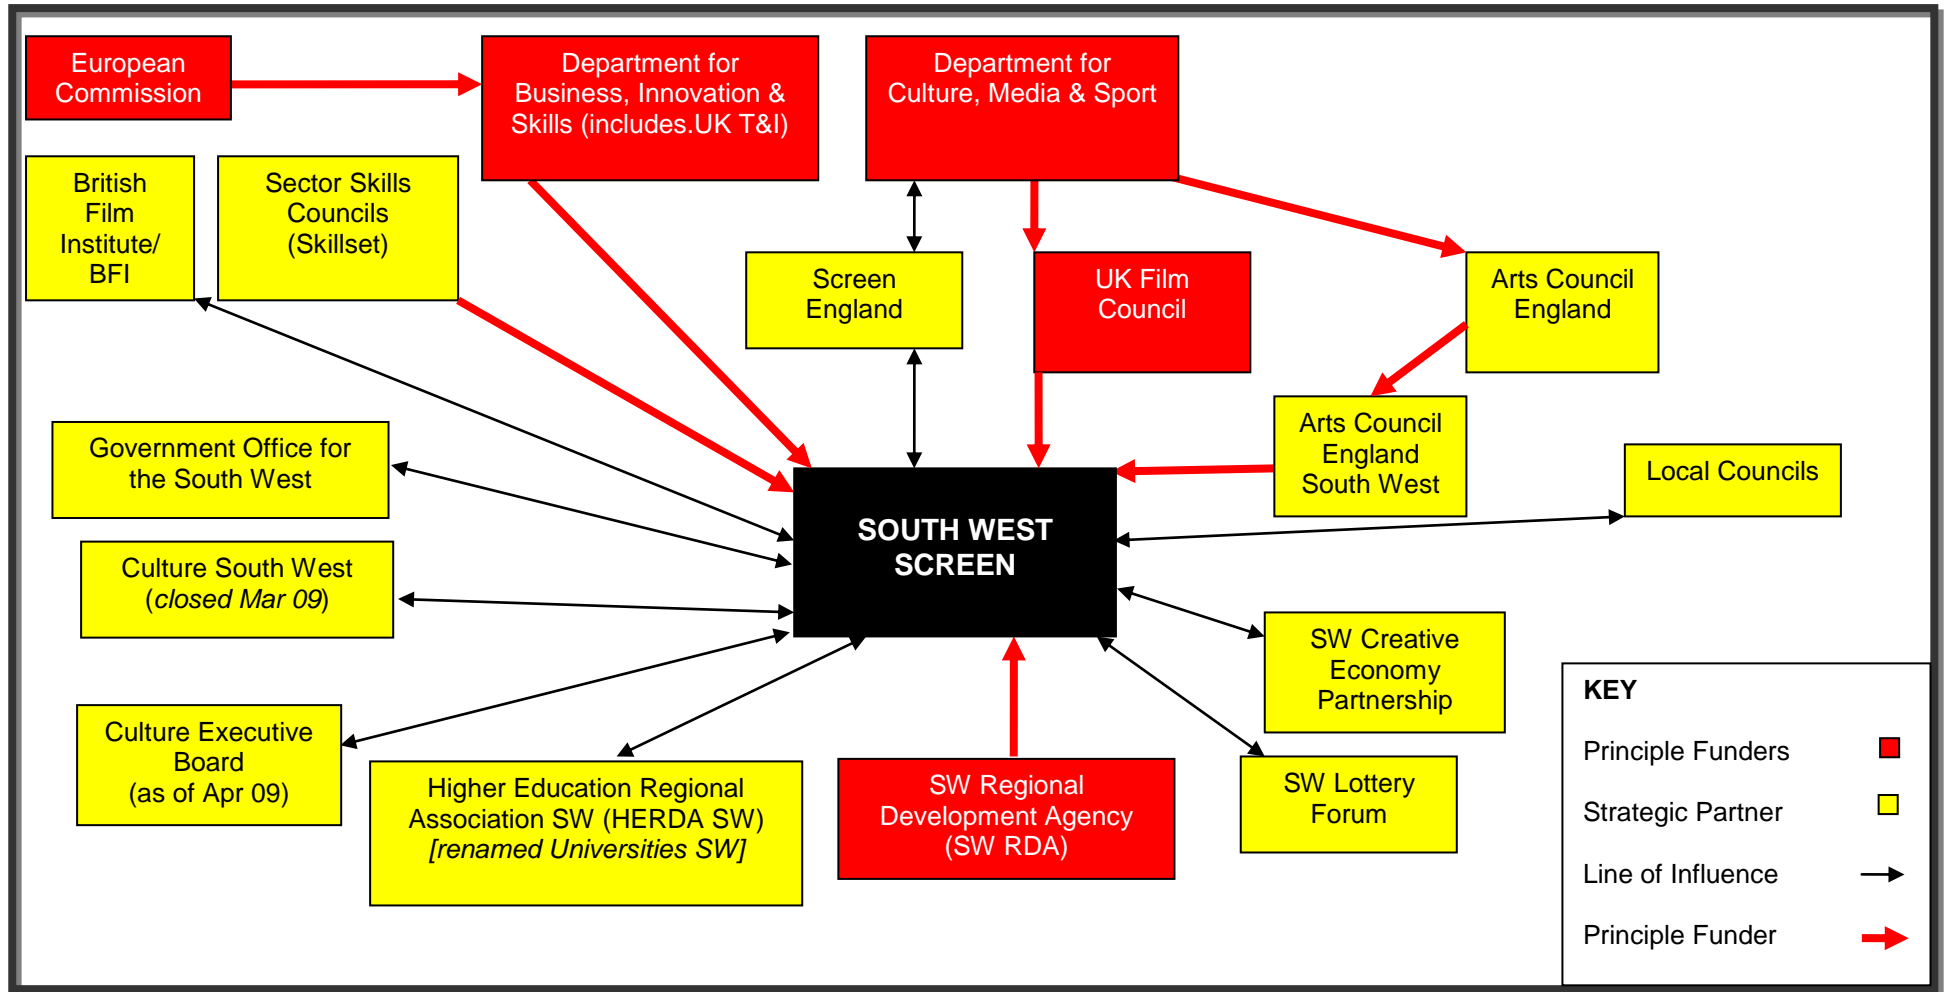 European
Commission
Department for
Business, Innovation &
Skills (includes.UK T&I)
Department for
Culture, Media & Sport
British
Film
Institute/
BFI
Sector Skills
Councils
(Skillset)
Screen
England
UK Film
Council
Arts Council
England
Government Office for
the South West
Arts Council
England
South West
Local Councils
SOUTH WEST
SCREEN
Culture South West
(closed Mar 09)
SW Creative
Economy
Partnership
Culture Executive
Board
(as of Apr 09)
Higher Education Regional
Association SW (HERDA SW)
[renamed Universities SW]
SW Regional
Development Agency
(SW RDA)
SW Lottery
Forum
KEY
Principle Funders
Strategic Partner
Line of Influence
Principle Funder